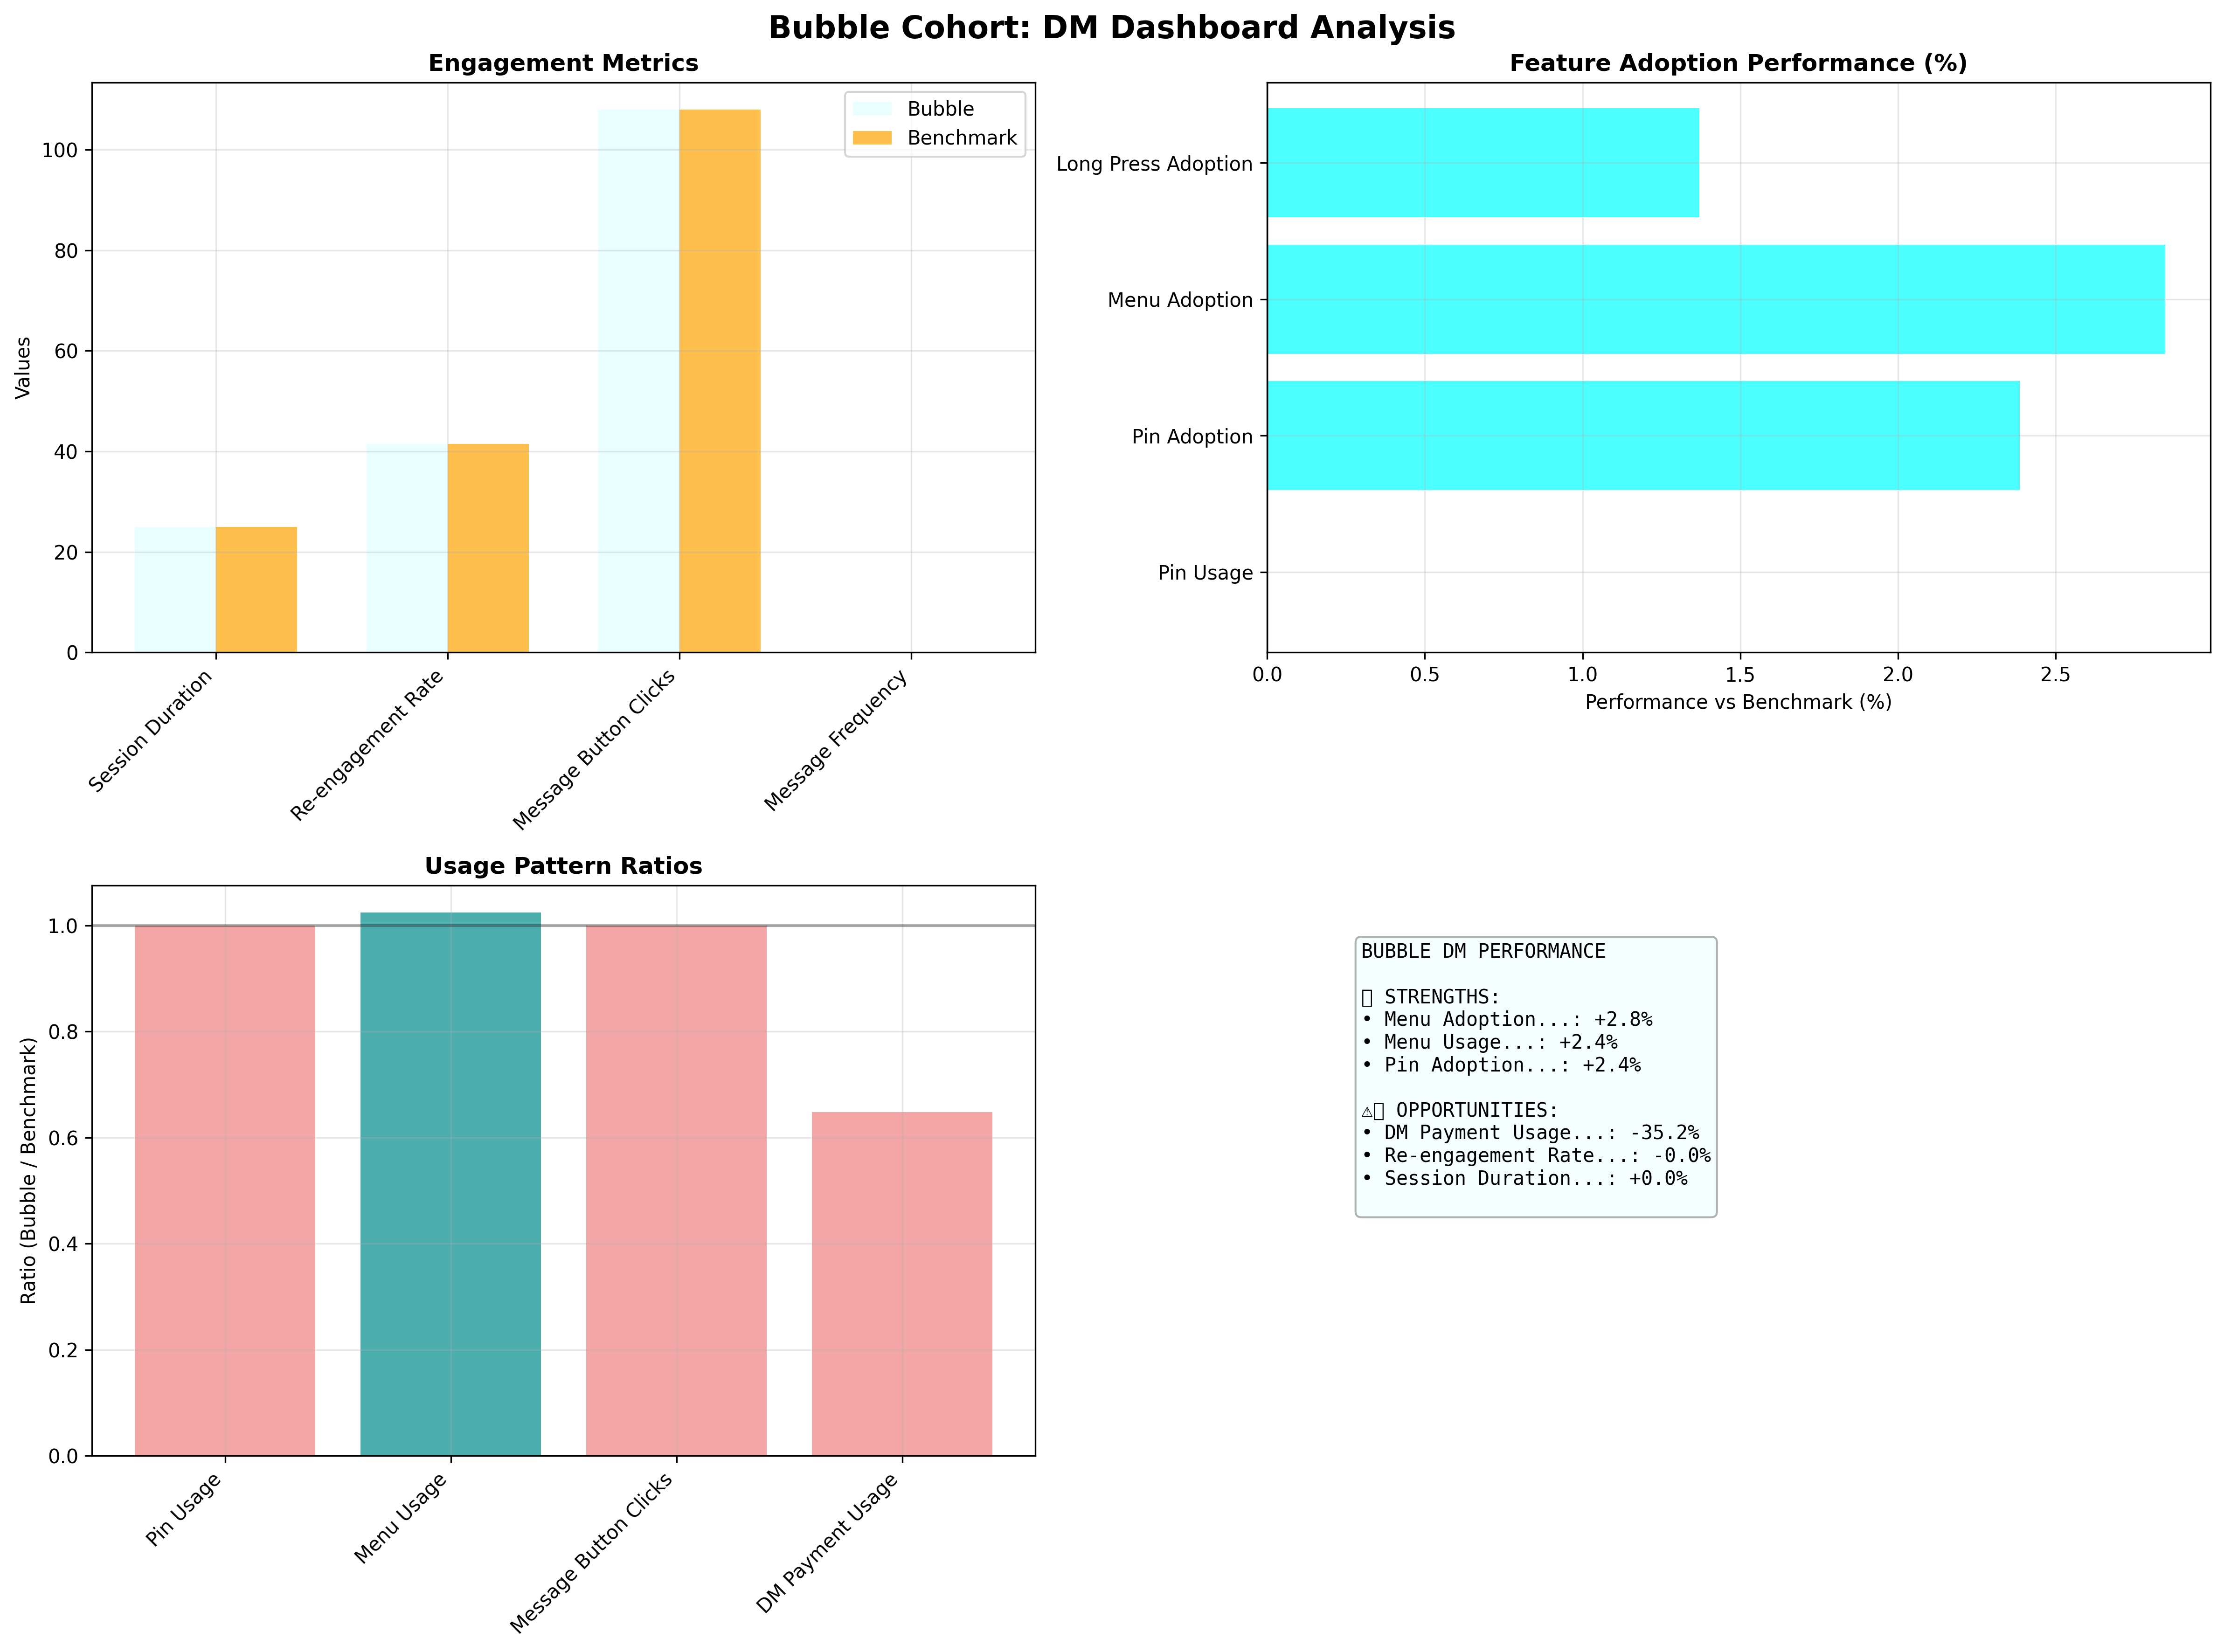 Bubble Cohort: DM Dashboard Analysis
Engagement Metrics
Bubble
Benchmark
Values
100
80
60
40
20
0
Session Duration
Re-engagement Rate
Message Button Clicks
Message Frequency
Feature Adoption Performance (%)
Long Press Adoption
Menu Adoption
Pin Adoption
Pin Usage
0.0
0.5
1.0
1.5
2.0
2.5
Performance vs Benchmark (%)
Usage Pattern Ratios
Ratio (Bubble / Benchmark)
1.0
0.8
0.6
0.4
0.2
0.0
Pin Usage
Menu Usage
Message Button Clicks
DM Payment Usage
BUBBLE DM PERFORMANCE
STRENGTHS:
• Menu Adoption...: +2.8%
• Menu Usage...: +2.4%
• Pin Adoption...: +2.4%
⚠ OPPORTUNITIES:
• DM Payment Usage...: -35.2%
• Re-engagement Rate...: -0.0%
• Session Duration...: +0.0%